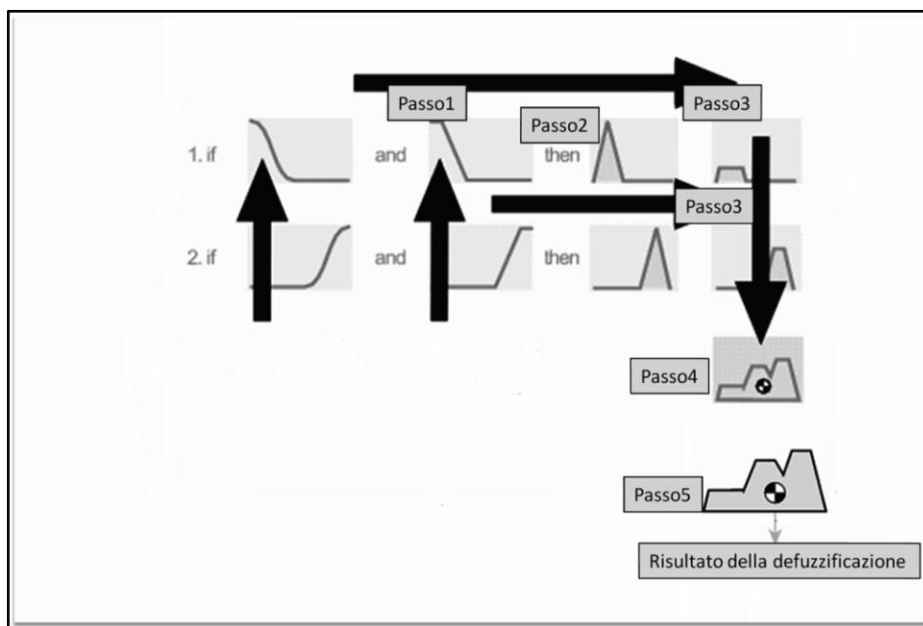 Passo1
Passo3
Passo2
1. if
and
then
Passo3
2. if
and
then
Passo4
Passo5
Risultato della defuzzificazione